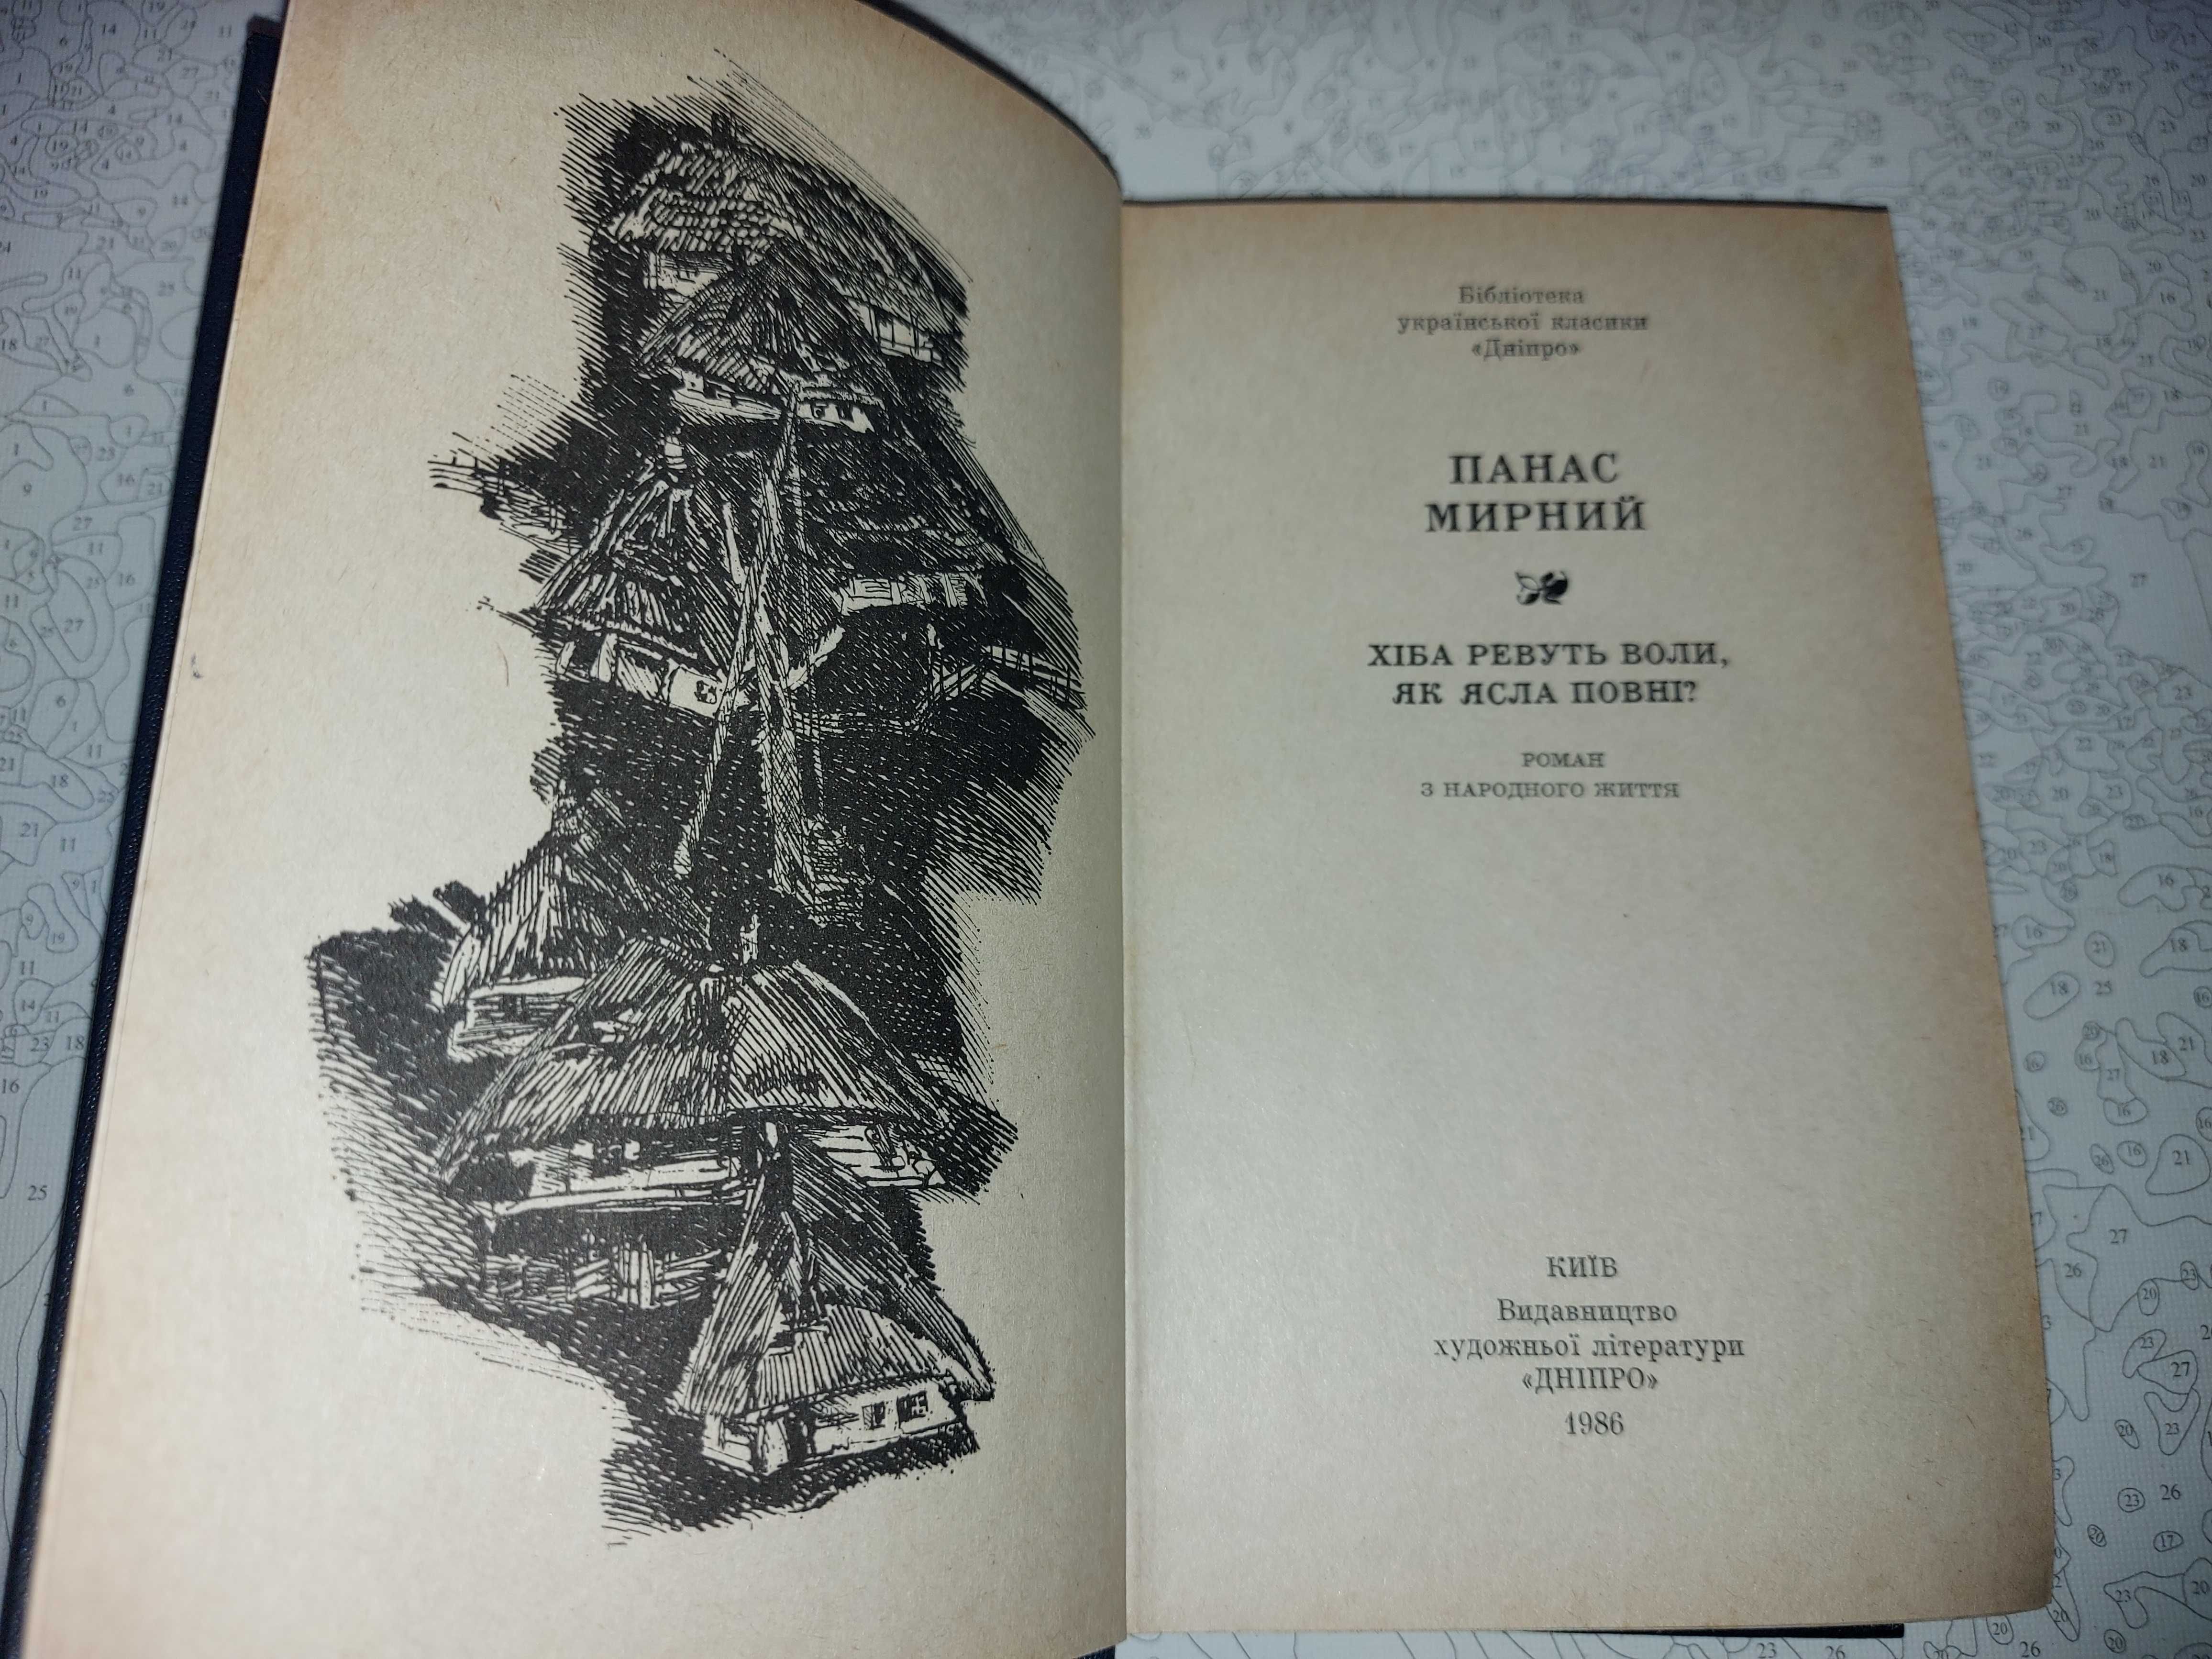 Бібліотека
української класики
«Дніпро»
ПАНАС
МИРНИЙ
ХІБА РЕВУТЬ ВОЛИ,
ЯК ЯСЛА ПОВНІ?
РОМАН
З НАРОДНОГО ЖИТТЯ
КИЇВ
Видавництво
художньої літератури
«ДНІПРО»
1986